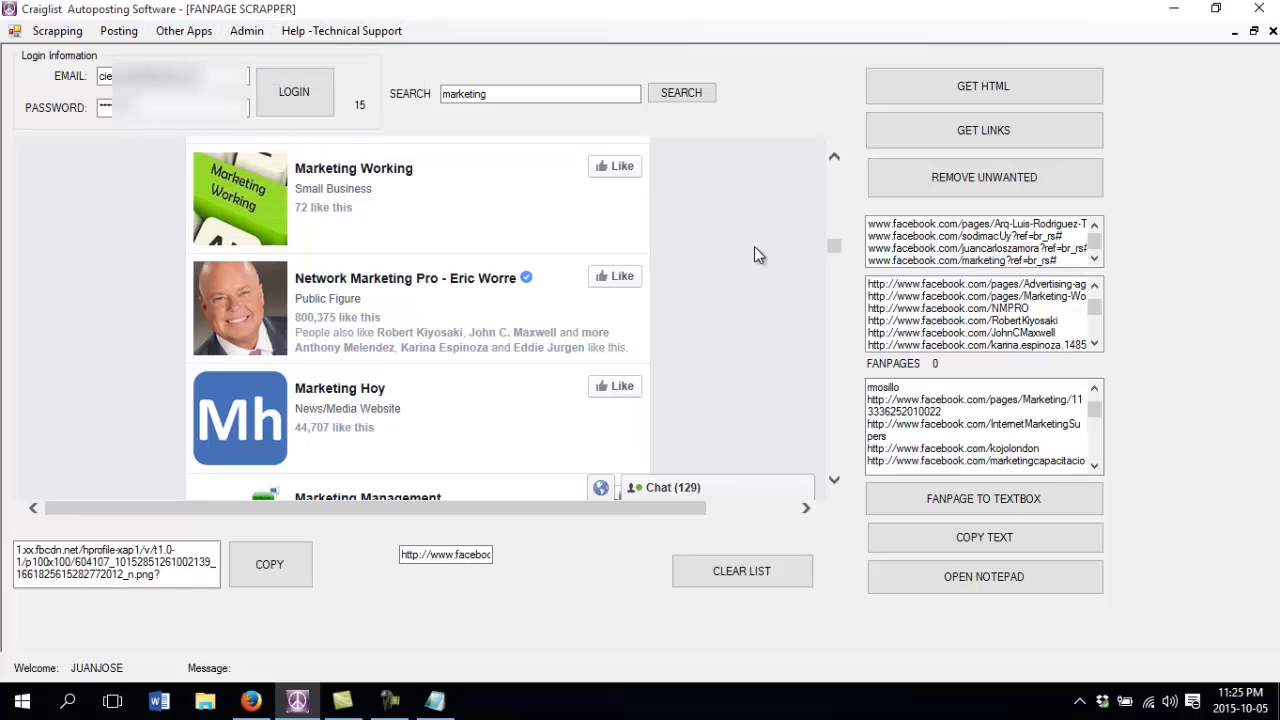 Craiglist Autoposting Software - [FANPAGE SCRAPPER]
Scrapping Posting Other Apps Admin Help -Technical Support
Login Information
EMAIL: cie
LOGIN
15
PASSWORD: ****
SEARCH marketing SEARCH
GET HTML
GET LINKS
REMOVE UNWANTED
Marketing Working
Marketing Working
Small Business
72 like this
Like
Network Marketing Pro - Eric Worre
Public Figure
800,375 like this
People also like Robert Kiyosaki, John C. Maxwell and more
Anthony Melendez, Karina Espinoza and Eddie Jurgen like this.
Like
Mh
Marketing Hoy
News/Media Website
44,707 like this
Like
Marketing Management
Chat (129)
www.facebook.com/pages/Arq-Luis-Rodriguez-T
www.facebook.com/sodimacUy?ref=br_rs#
www.facebook.com/juancarloszamora?ref=br_rs#
www.facebook.com/marketing?ref=br_rs#
http://www.facebook.com/pages/Advertising-ag
http://www.facebook.com/pages/Marketing-Wo
http://www.facebook.com/NMPRO
http://www.facebook.com/RobertKiyosaki
http://www.facebook.com/JohnCMaxwell
http://www.facebook.com/karina.espinoza.1485
FANPAGES 0
mosillo
http://www.facebook.com/pages/Marketing/11
3336252010022
http://www.facebook.com/InternetMarketingSu
pers
http://www.facebook.com/kojolondon
http://www.facebook.com/marketingcapacitacio
FANPAGE TO TEXTBOX
COPY TEXT
OPEN NOTEPAD
1.xx.fbcdn.net/hprofile-xap1/v/t1.0-
1/p100x100/604107_10152851261002139_
1661825615282772012_n.png?
COPY
http://www.faceboc
CLEAR LIST
Welcome: JUANJOSE Message:
11:25 PM
2015-10-05